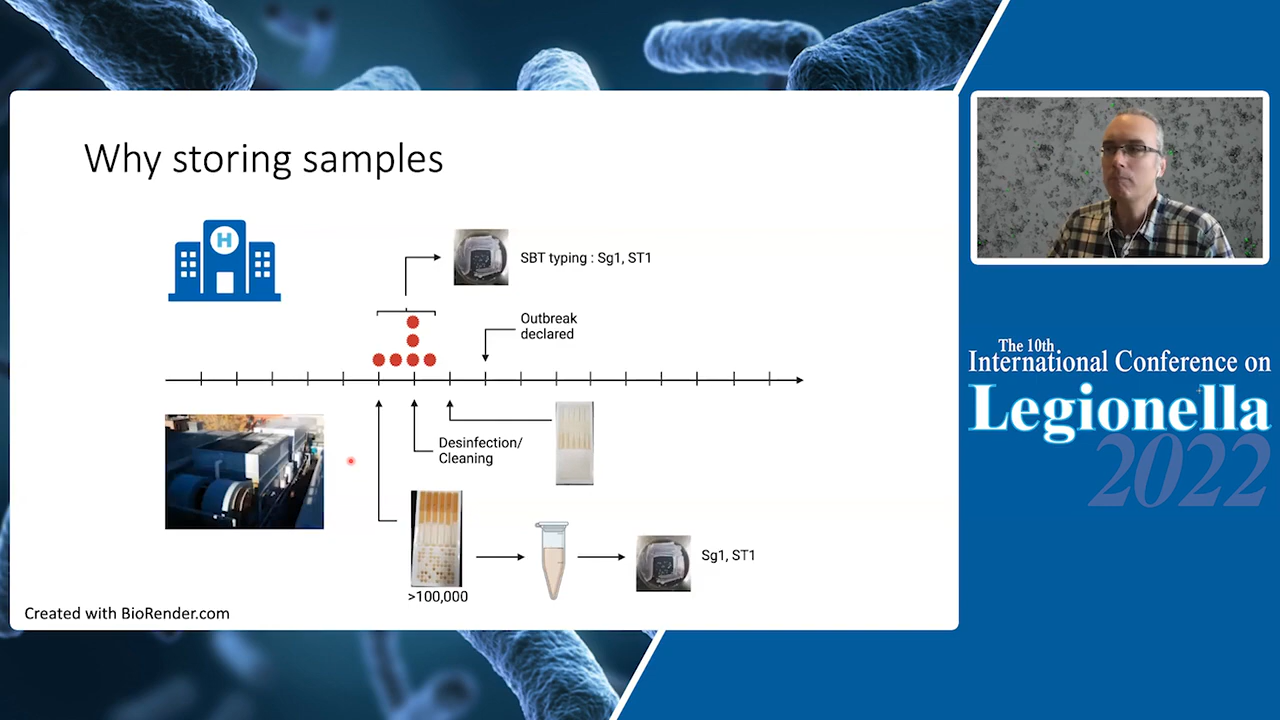 Why storing samples
H
SBT typing : Sg1, ST1
Outbreak
declared
Desinfection/
Cleaning
Sg1, ST1
>100,000
Created with BioRender.com
The 10th
International Conference on
Legionella
2022